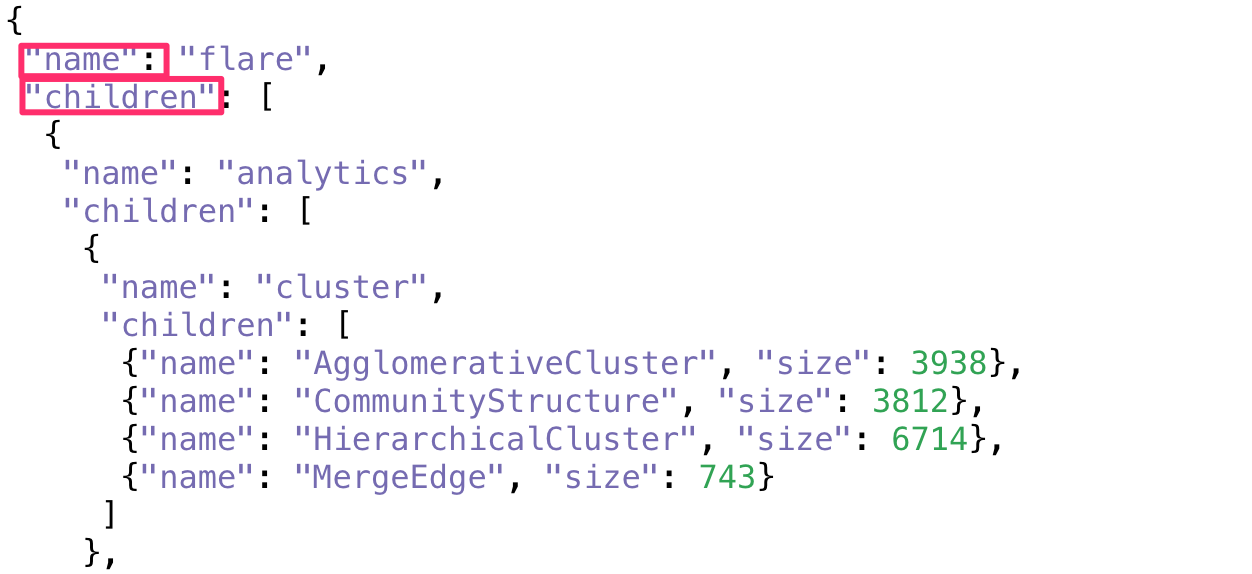 {
"name": "flare",
"children": [
{
"name": "analytics",
"children": [
{
"name": "cluster",
"children": [
{"name": "AgglomerativeCluster", "size": 3938},
{"name": "CommunityStructure", "size": 3812},
{"name": "HierarchicalCluster", "size": 6714},
{"name": "MergeEdge", "size": 743}
]
},